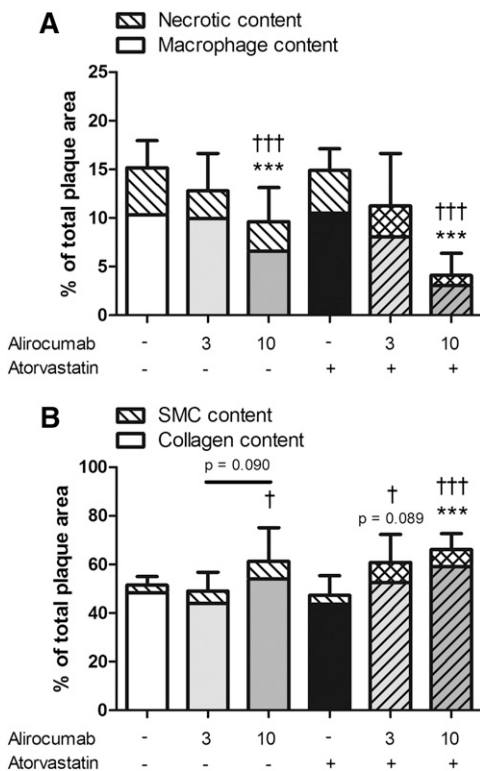 A
Necrotic content
Macrophage content
% of total plaque area
25
20
15
10
5
0
†††
***
†††
***
Alirocumab - 3 10 - 3 10
Atorvastatin - - - + + +
B
SMC content
Collagen content
% of total plaque area
100
80
60
40
20
0
p = 0.090
†
†
p = 0.089
†††
***
Alirocumab - 3 10 - 3 10
Atorvastatin - - - + + +